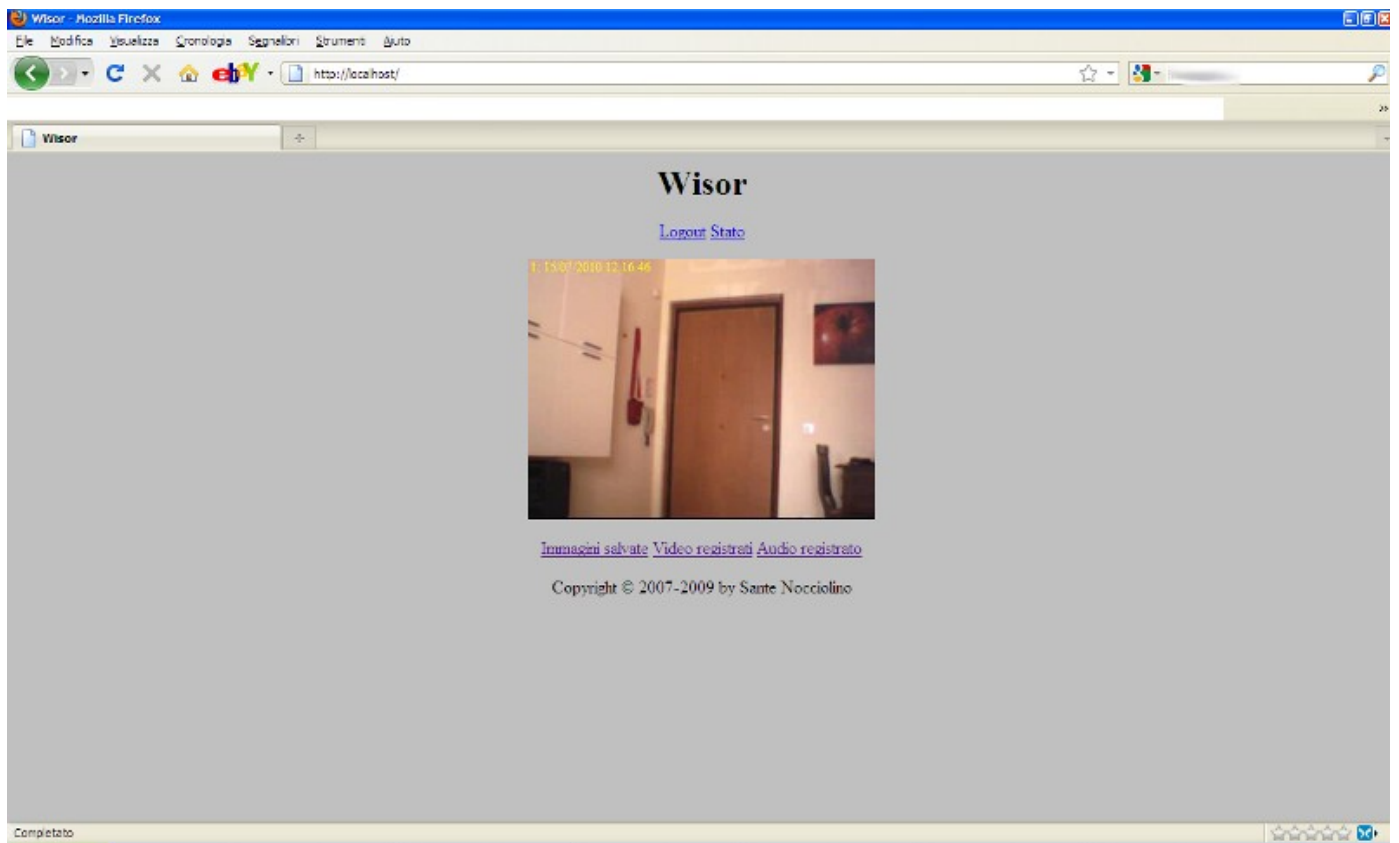 Wisor - Mozilla Firefox
File Modifica Visualizza Cronologia Segnalibri Strumenti Aiuto
ebY http://localhost/
Wisor
Wisor
Logout Stato
1: 15/07/2010 12.16.46
Immagini salvate Video registrati Audio registrato
Copyright © 2007-2009 by Sante Nocciolino
Completato